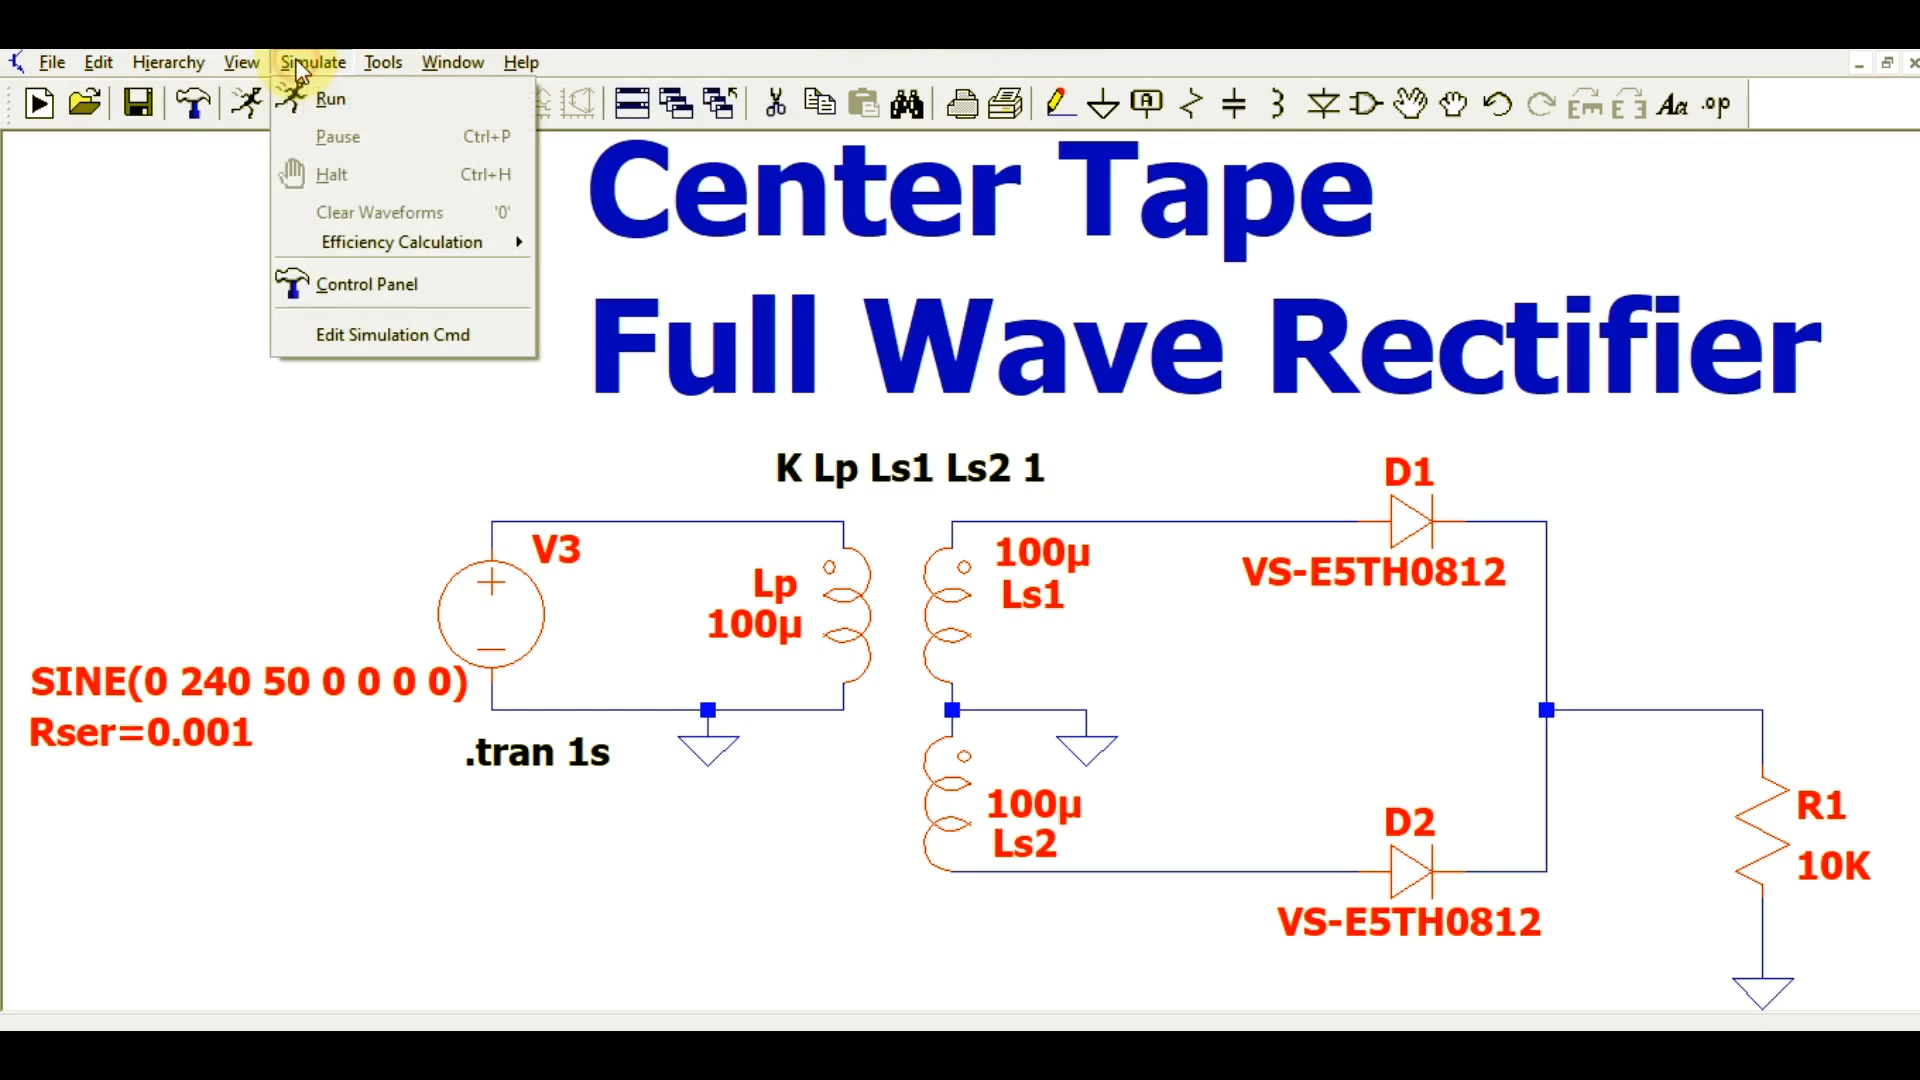 File Edit Hierarchy View Simulate Tools Window Help
.op
Run
Pause Ctrl+P
Halt Ctrl+H
Clear Waveforms '0'
Efficiency Calculation
Control Panel
Edit Simulation Cmd
Center Tape
Full Wave Rectifier
K Lp Ls1 Ls2 1
D1
V3
100µ
Ls1
VS-E5TH0812
Lp
100µ
SINE(0 240 50 0 0 0 0)
Rser=0.001
.tran 1s
100µ
Ls2
D2
VS-E5TH0812
R1
10K